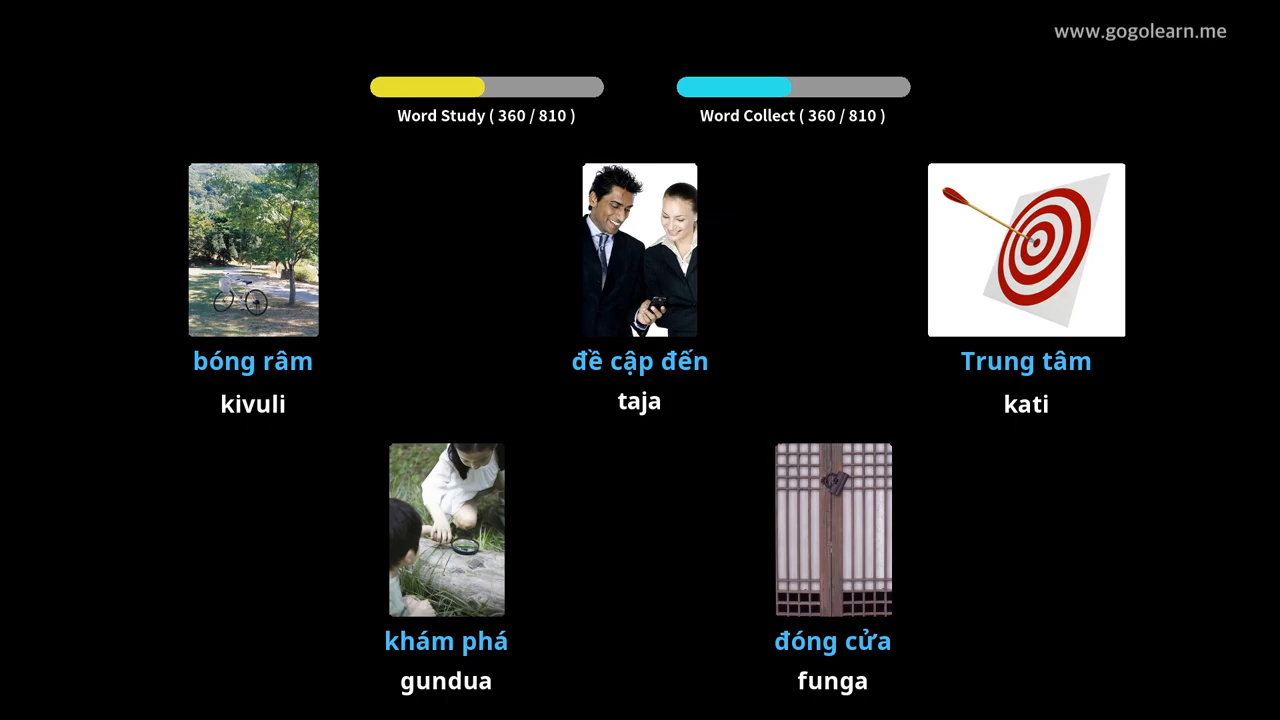 www.gogolearn.me
Word Study ( 360 / 810 )
Word Collect ( 360 / 810 )
bóng râm
kivuli
đề cập đến
taja
Trung tâm
kati
khám phá
gundua
đóng cửa
funga